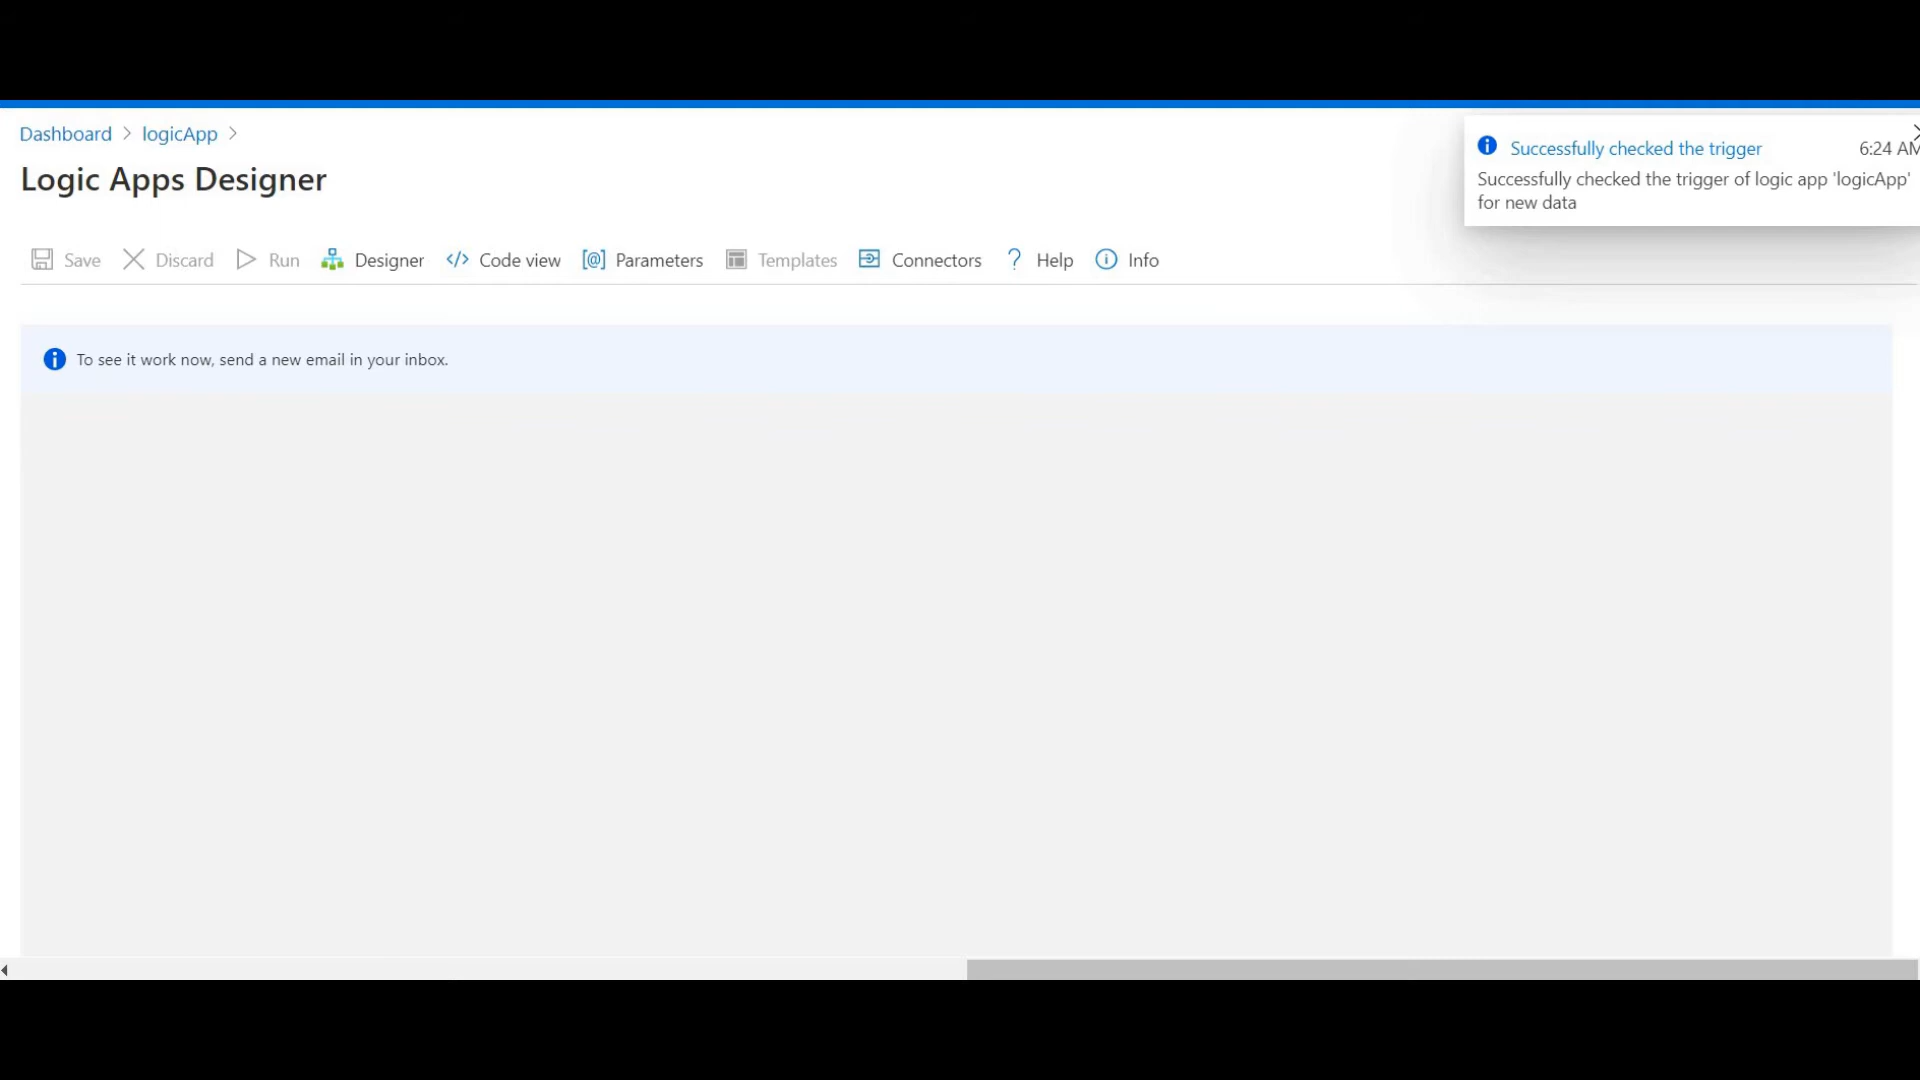 Dashboard > logicApp >
Successfully checked the trigger 6:24 AM
Logic Apps Designer
Successfully checked the trigger of logic app 'logicApp'
for new data
Save Discard Run Designer Code view Parameters Templates Connectors Help Info
To see it work now, send a new email in your inbox.